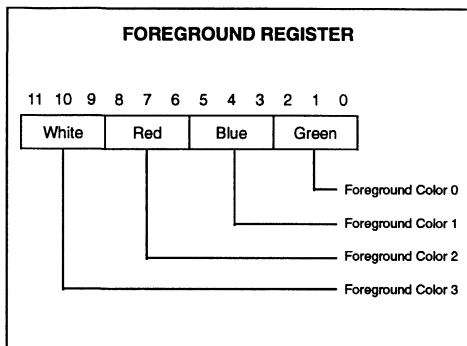 FOREGROUND REGISTER
11 10 9 8 7 6 5 4 3 2 1 0
White Red Blue Green
Foreground Color 0
Foreground Color 1
Foreground Color 2
Foreground Color 3